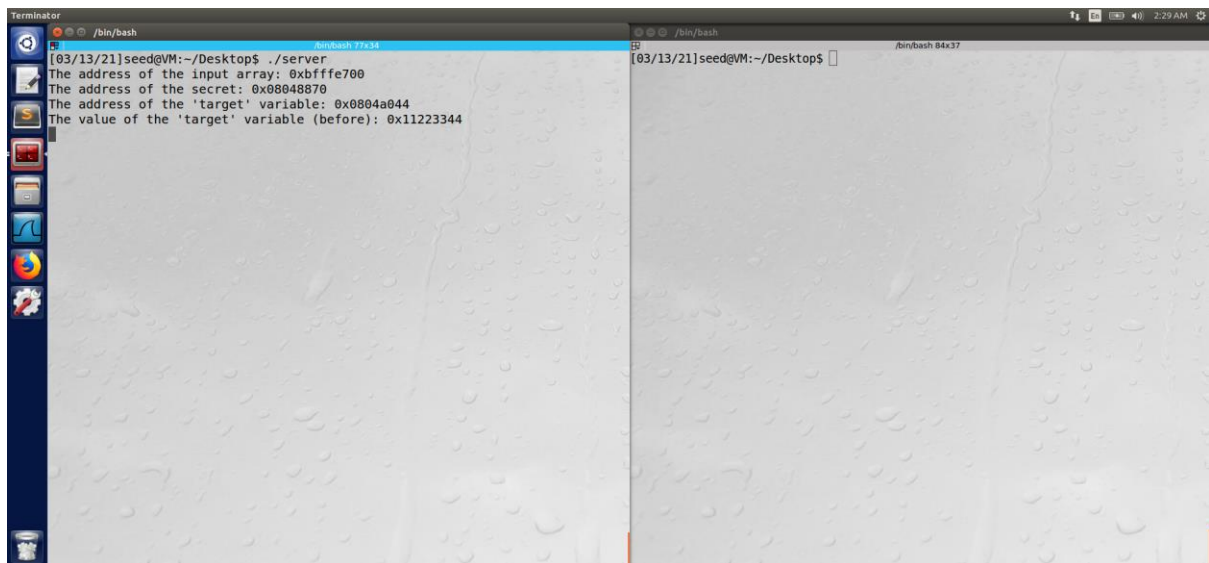 Terminator
En
2:29 AM
/bin/bash
/bin/bash 77x34
[03/13/21]seed@VM:~/Desktop$ ./server
The address of the input array: 0xbfffe700
The address of the secret: 0x08048870
The address of the 'target' variable: 0x0804a044
The value of the 'target' variable (before): 0x11223344
/bin/bash
/bin/bash 84x37
[03/13/21]seed@VM:~/Desktop$